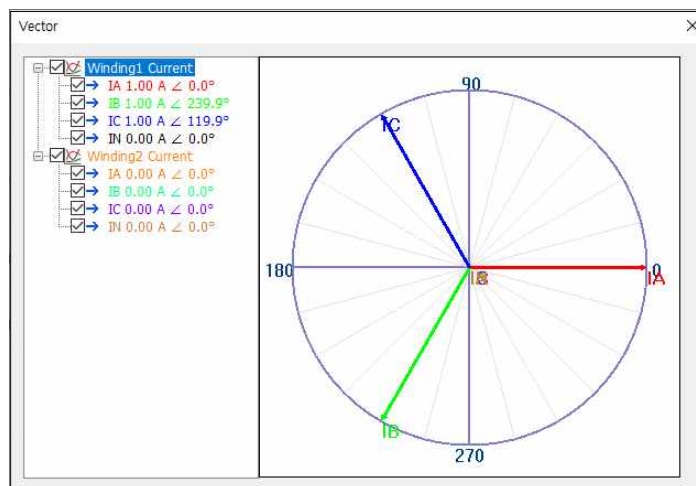 Vector
Winding1 Current
IA 1.00 A ∠ 0.0°
IB 1.00 A ∠ 239.9°
IC 1.00 A ∠ 119.9°
IN 0.00 A ∠ 0.0°
Winding2 Current
IA 0.00 A ∠ 0.0°
IB 0.00 A ∠ 0.0°
IC 0.00 A ∠ 0.0°
IN 0.00 A ∠ 0.0°
90
IC
180
0
IA
IB
270